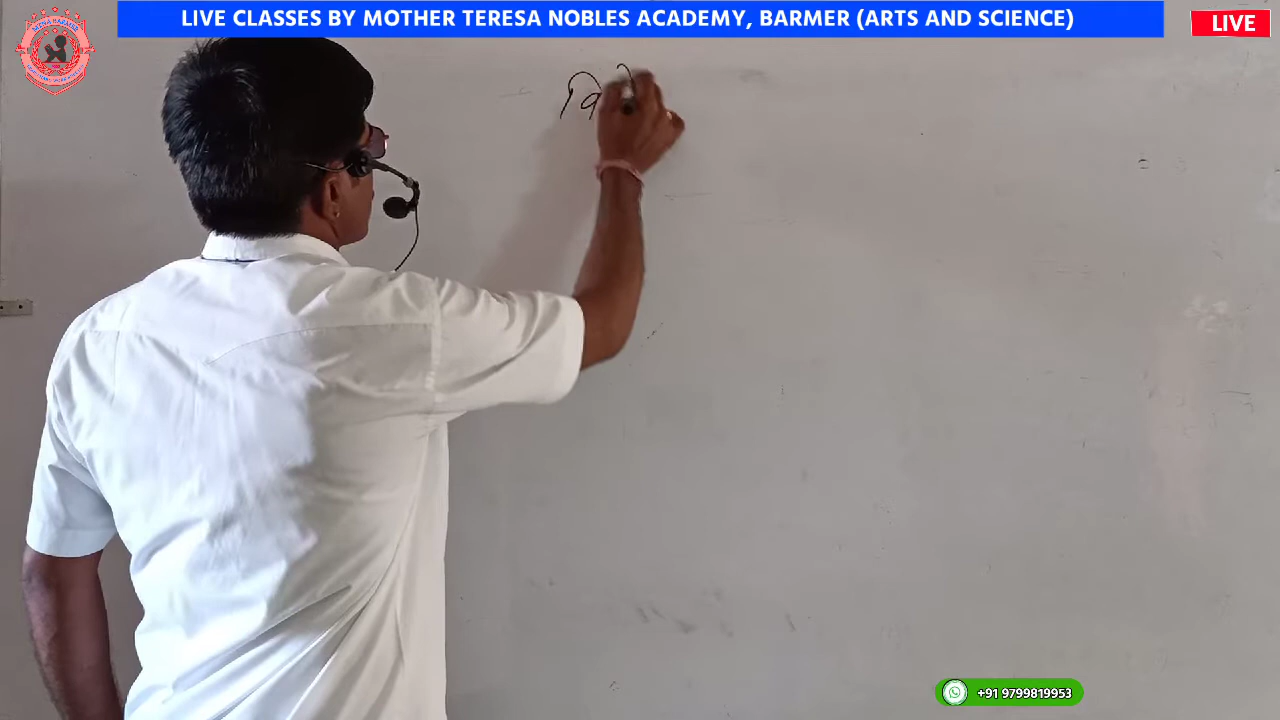 LIVE CLASSES BY MOTHER TERESA NOBLES ACADEMY, BARMER (ARTS AND SCIENCE)
LIVE
वि
+91 9799819953